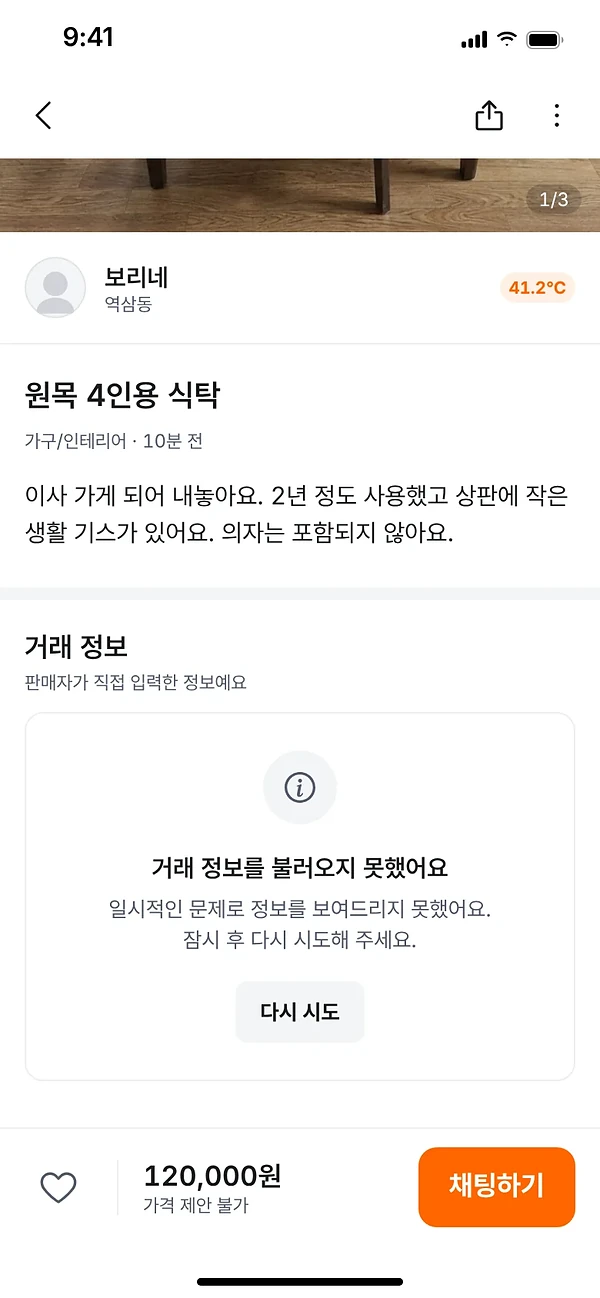 9:41
1/3
보리네
역삼동
41.2°C
원목 4인용 식탁
가구/인테리어 · 10분 전
이사 가게 되어 내놓아요. 2년 정도 사용했고 상판에 작은
생활 기스가 있어요. 의자는 포함되지 않아요.
거래 정보
판매자가 직접 입력한 정보예요
거래 정보를 불러오지 못했어요
일시적인 문제로 정보를 보여드리지 못했어요.
잠시 후 다시 시도해 주세요.
다시 시도
120,000원
가격 제안 불가
채팅하기